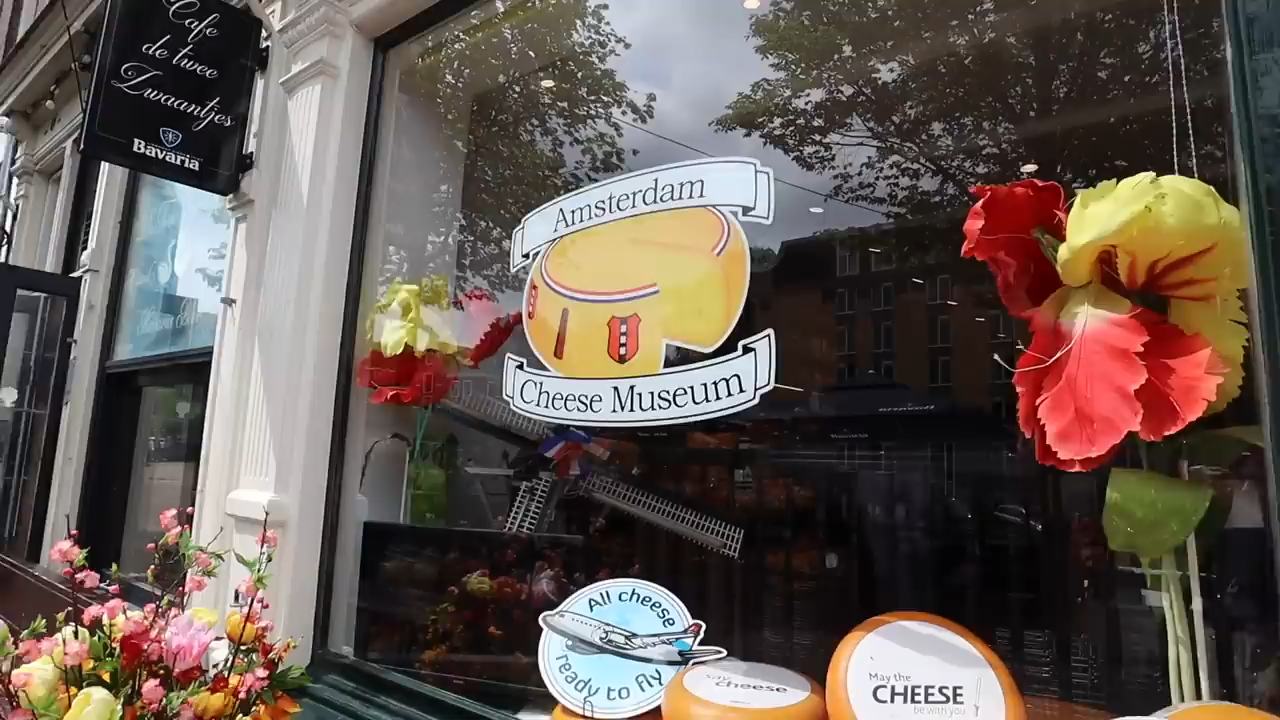 Cafe
de twee
Zwaantjes
Bavaria
Amsterdam
Cheese Museum
All cheese
ready to fly
say cheese
May the
CHEESE
be with you